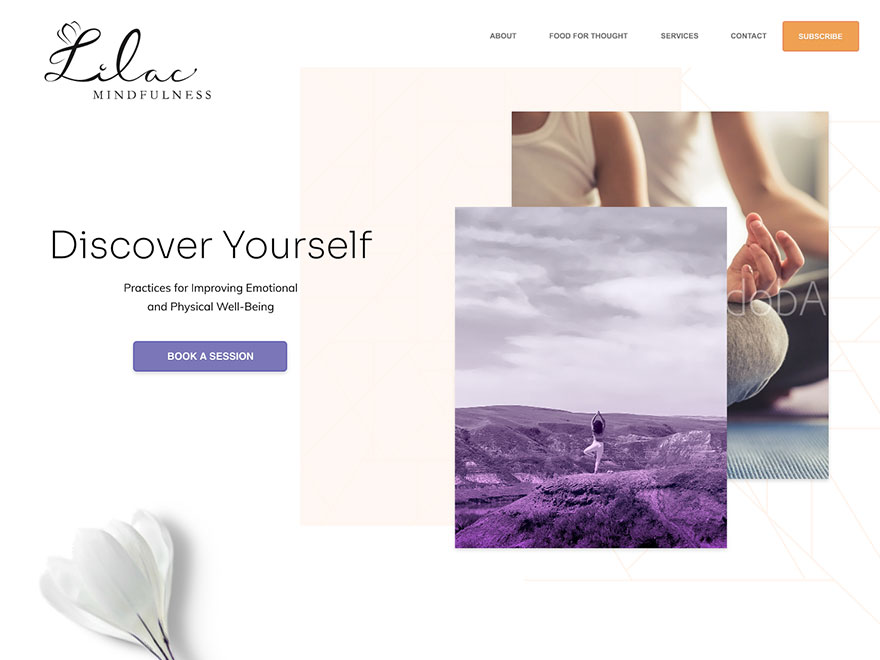 Lilac
MINDFULNESS
ABOUT
FOOD FOR THOUGHT
SERVICES
CONTACT
SUBSCRIBE
Discover Yourself
Practices for Improving Emotional
and Physical Well-Being
BOOK A SESSION
Adob